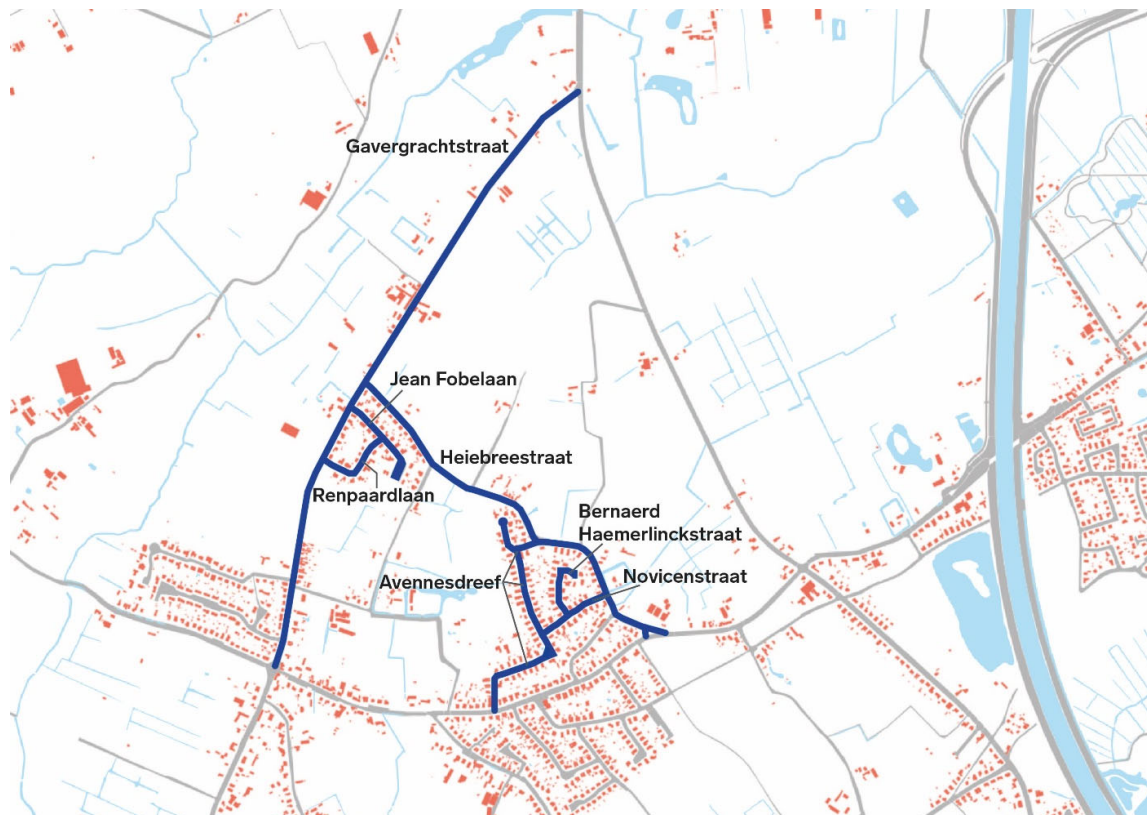 Gavergrachtstraat
Jean Fobelaan
Heiebreestraat
Renpaardlaan
Bernaerd
Haemerlinckstraat
Avennesdreef
Novicenstraat